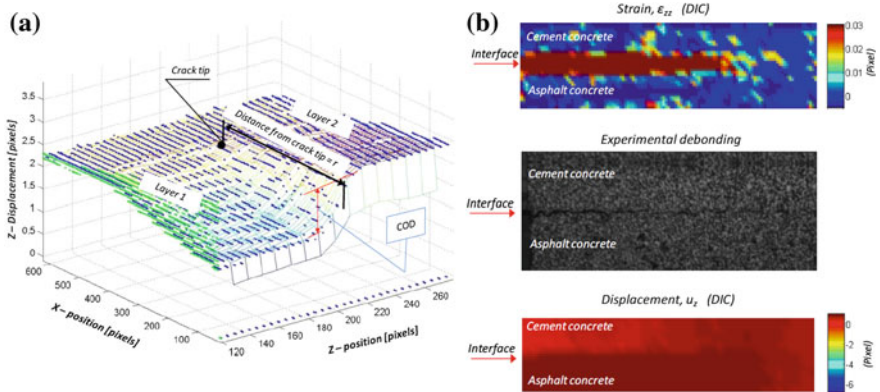 (a)
Crack tip
Layer 2
Distance from crack tip = r
Layer 1
COD
Z – Displacement [pixels]
3.5
3
2.5
2
1.5
1
0.5
0
600
500
400
300
200
100
X – position [pixels]
120
140
160
180
200
220
240
260
Z – position [pixels]
(b)
Strain, εzz (DIC)
Cement concrete
Interface
Asphalt concrete
0.03
0.02
0.01
0
(Pixel)
Experimental debonding
Cement concrete
Interface
Asphalt concrete
Displacement, uz (DIC)
Cement concrete
Interface
Asphalt concrete
0
-2
-4
-6
(Pixel)